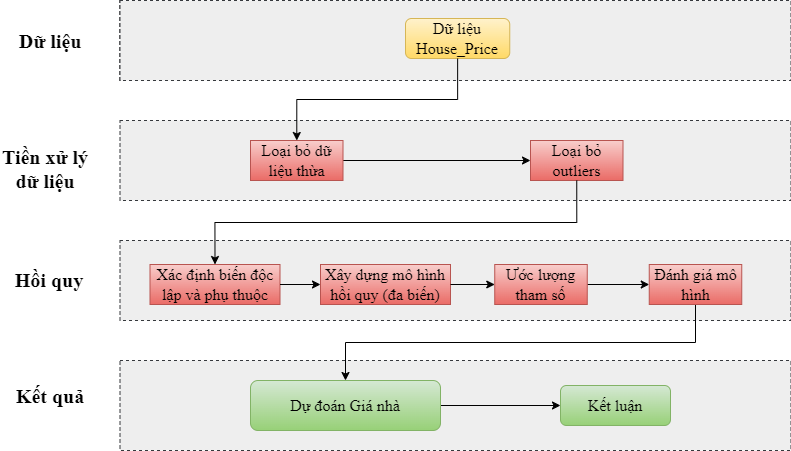 Dữ liệu
Dữ liệu
House_Price
Tiền xử lý
dữ liệu
Loại bỏ dữ
liệu thừa
Loại bỏ
outliers
Hồi quy
Xác định biến độc
lập và phụ thuộc
Xây dựng mô hình
hồi quy (đa biến)
Ước lượng
tham số
Đánh giá mô
hình
Kết quả
Dự đoán Giá nhà
Kết luận